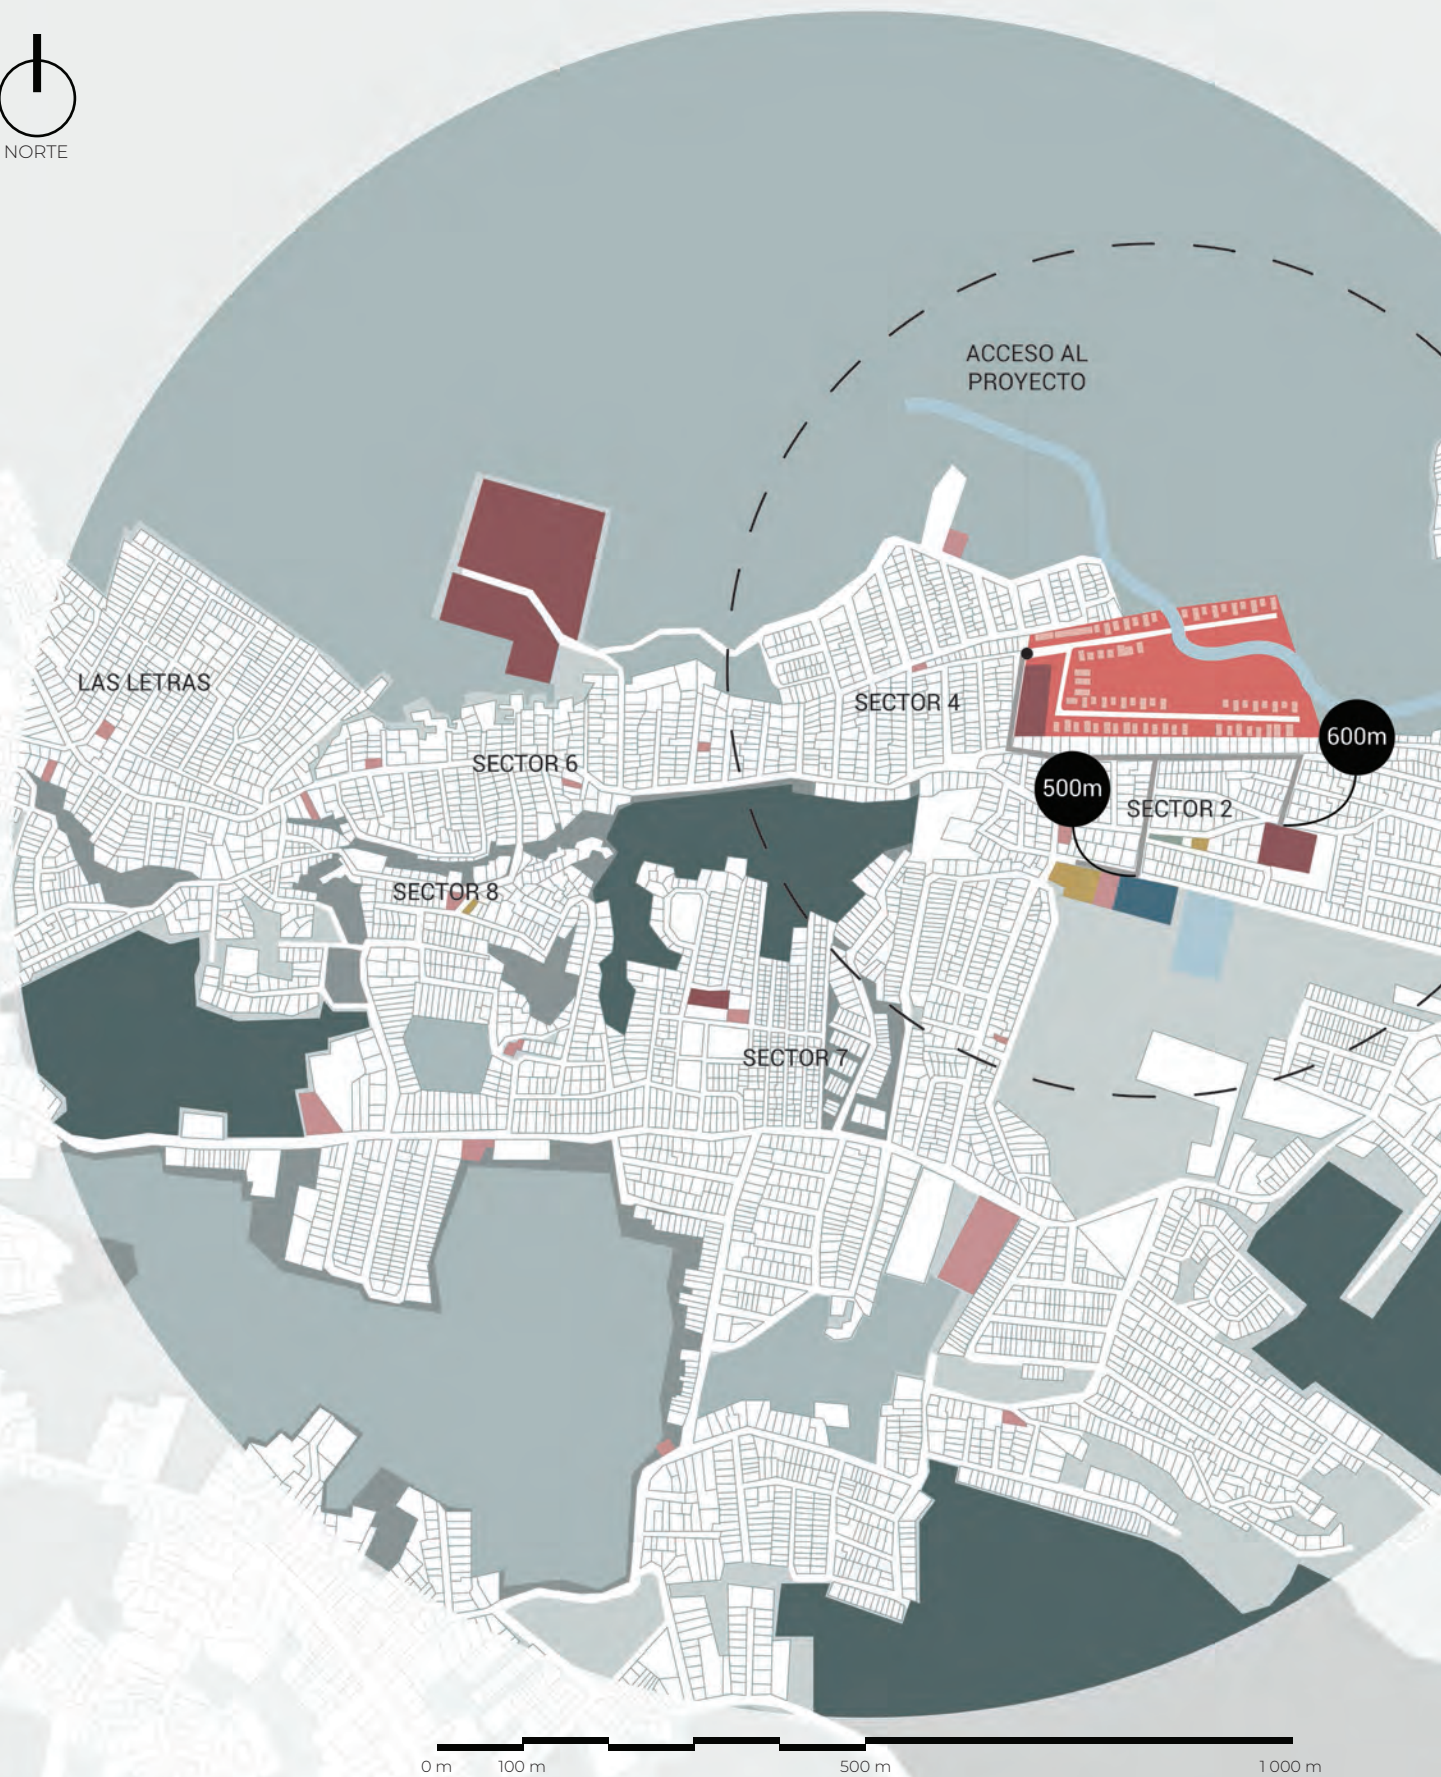 NORTE
ACCESO AL
PROYECTO
LAS LETRAS
SECTOR 4
600m
SECTOR 6
500m
SECTOR 2
SECTOR 8
SECTOR 7
0 m
100 m
500 m
1 000 m